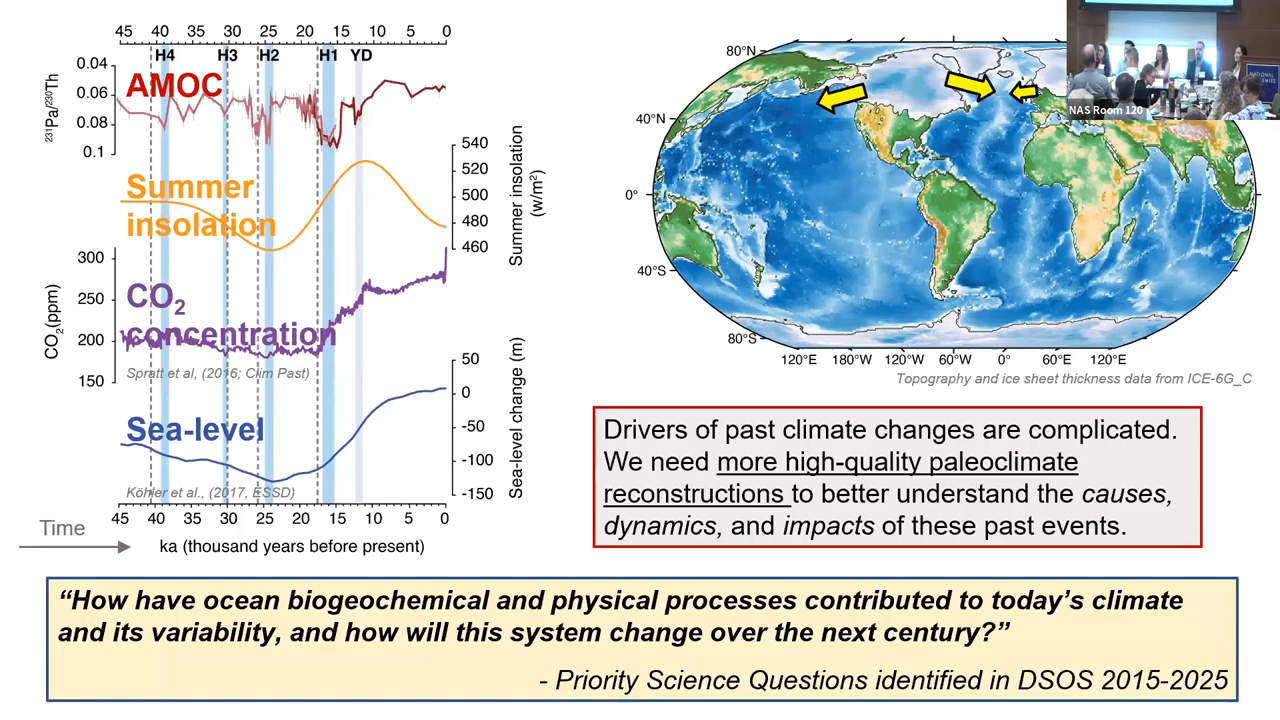 45 40 35 30 25 20 15 10 5 0
H4 H3 H2 H1 YD
AMOC
231Pa/230Th
0.04
0.06
0.08
0.1
Summer
insolation
540
520
500
480
460
Summer insolation
(w/m²)
CO₂
concentration
CO₂(ppm)
300
250
200
150
Spratt et al, (2016; Clim Past)
Sea-level
50
0
-50
-100
-150
Sea-level change (m)
Köhler et al., (2017, ESSD)
45 40 35 30 25 20 15 10 5 0
Time
ka (thousand years before present)
80°N
40°N
0°
40°S
80°S
120°E 180°W 120°W 60°W 0° 60°E 120°E
NAS Room 120
Topography and ice sheet thickness data from ICE-6G_C
Drivers of past climate changes are complicated.
We need more high-quality paleoclimate
reconstructions to better understand the causes,
dynamics, and impacts of these past events.
“How have ocean biogeochemical and physical processes contributed to today’s climate
and its variability, and how will this system change over the next century?”
- Priority Science Questions identified in DSOS 2015-2025